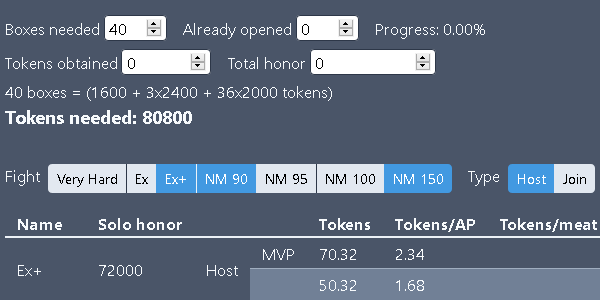 Boxes needed 40 Already opened 0 Progress: 0.00%
Tokens obtained 0 Total honor 0
40 boxes = (1600 + 3x2400 + 36x2000 tokens)
Tokens needed: 80800
Fight Very Hard Ex Ex+ NM 90 NM 95 NM 100 NM 150 Type Host Join
Name Solo honor Tokens Tokens/AP Tokens/meat
MVP 70.32 2.34
Ex+ 72000 Host
50.32 1.68